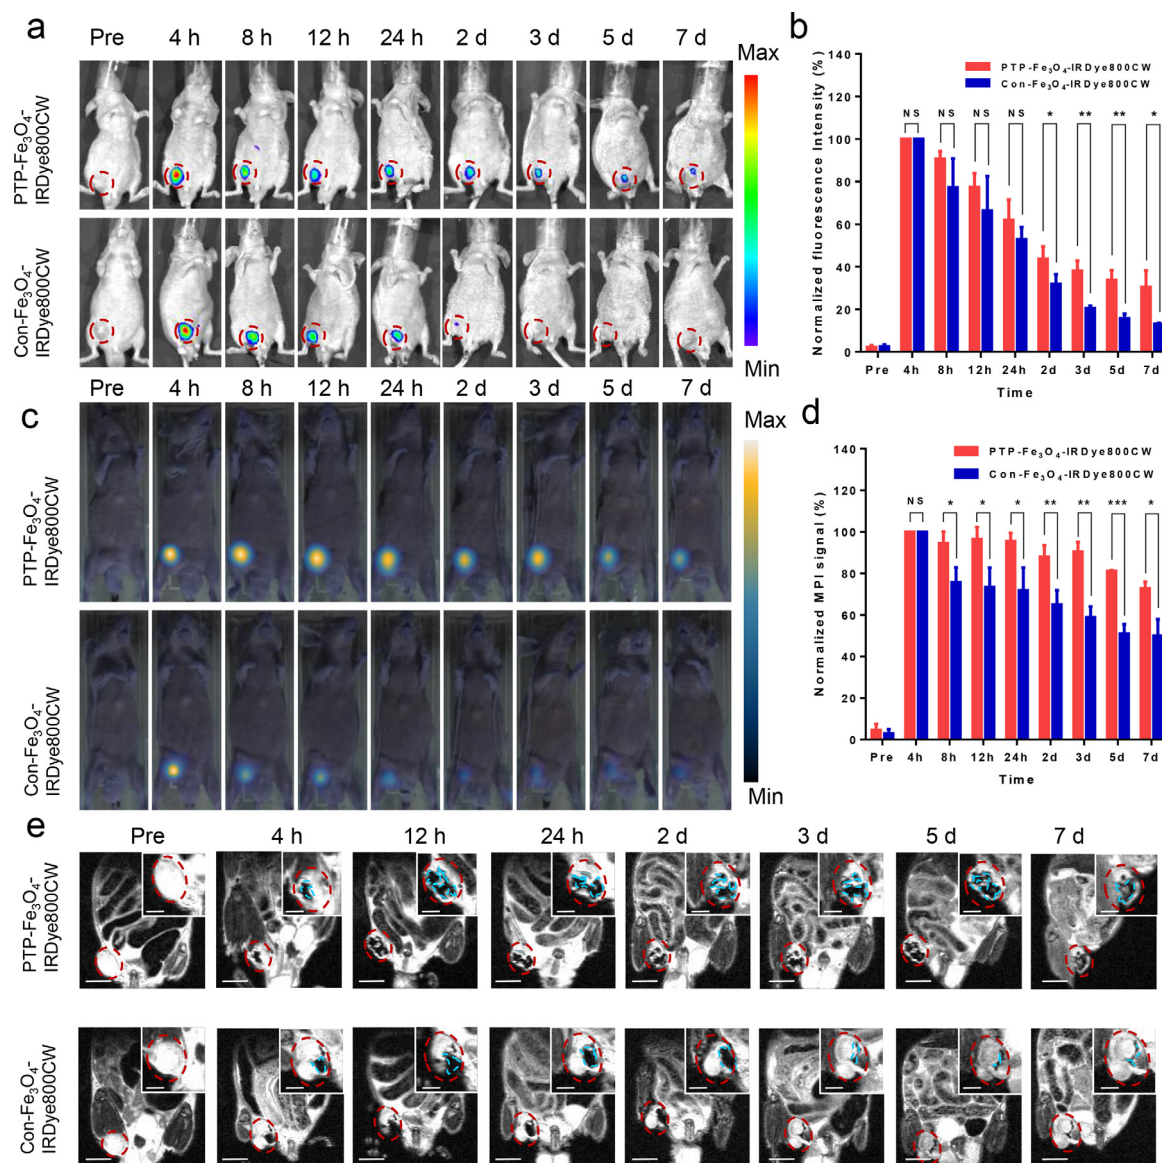 a
Pre 4 h 8 h 12 h 24 h 2 d 3 d 5 d 7 d
PTP-Fe₃O₄-
IRDye800CW
Con-Fe₃O₄-
IRDye800CW
Max
Min
b
Normalized fluorescence Intensity (%)
140
120
100
80
60
40
20
0
PTP-Fe₃O₄-IRDye800CW
Con-Fe₃O₄-IRDye800CW
NS NS NS NS * ** ** *
Pre 4h 8h 12h 24h 2d 3d 5d 7d
Time
c
Pre 4 h 8 h 12 h 24 h 2 d 3 d 5 d 7 d
PTP-Fe₃O₄-
IRDye800CW
Con-Fe₃O₄-
IRDye800CW
Max
Min
d
Normalized MPI signal (%)
140
120
100
80
60
40
20
0
PTP-Fe₃O₄-IRDye800CW
Con-Fe₃O₄-IRDye800CW
NS * * * ** ** *** *
Pre 4h 8h 12h 24h 2d 3d 5d 7d
Time
e
Pre 4 h 12 h 24 h 2 d 3 d 5 d 7 d
PTP-Fe₃O₄-
IRDye800CW
Con-Fe₃O₄-
IRDye800CW